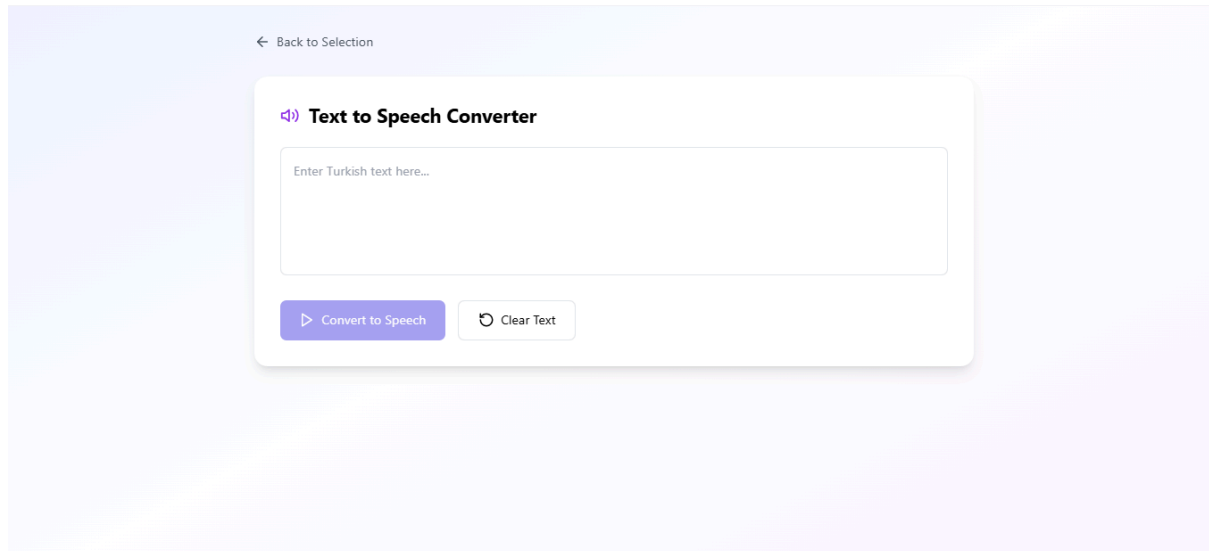 Back to Selection
Text to Speech Converter
Enter Turkish text here...
Convert to Speech
Clear Text